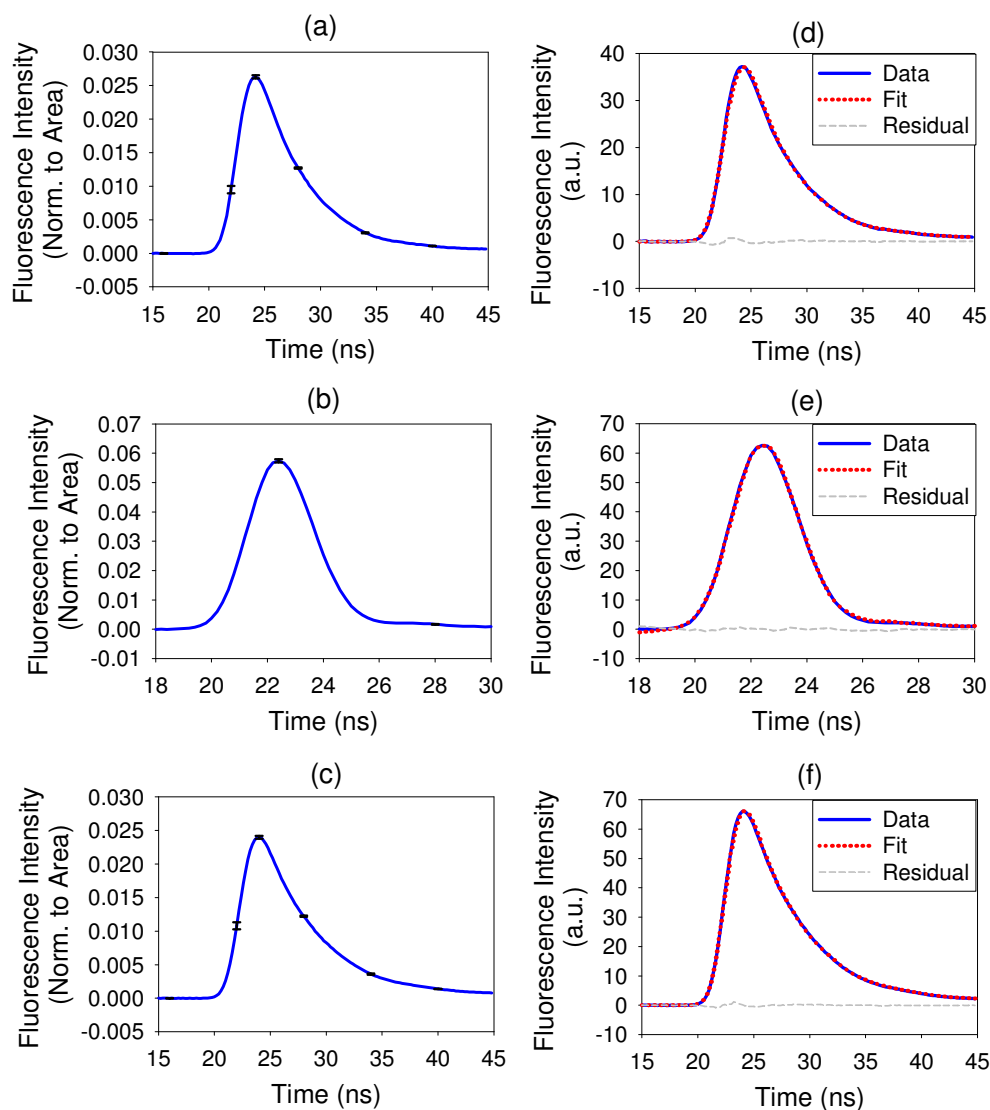 (a)
Fluorescence Intensity
(Norm. to Area)
0.030
0.025
0.020
0.015
0.010
0.005
0.000
-0.005
15 20 25 30 35 40 45
Time (ns)
(d)
Fluorescence Intensity
(a.u.)
40
30
20
10
0
-10
Data
Fit
Residual
15 20 25 30 35 40 45
Time (ns)
(b)
Fluorescence Intensity
(Norm. to Area)
0.07
0.06
0.05
0.04
0.03
0.02
0.01
0.00
-0.01
18 20 22 24 26 28 30
Time (ns)
(e)
Fluorescence Intensity
(a.u.)
70
60
50
40
30
20
10
0
-10
Data
Fit
Residual
18 20 22 24 26 28 30
Time (ns)
(c)
Fluorescence Intensity
(Norm. to Area)
0.030
0.025
0.020
0.015
0.010
0.005
0.000
-0.005
15 20 25 30 35 40 45
Time (ns)
(f)
Fluorescence Intensity
(a.u.)
70
60
50
40
30
20
10
0
-10
Data
Fit
Residual
15 20 25 30 35 40 45
Time (ns)